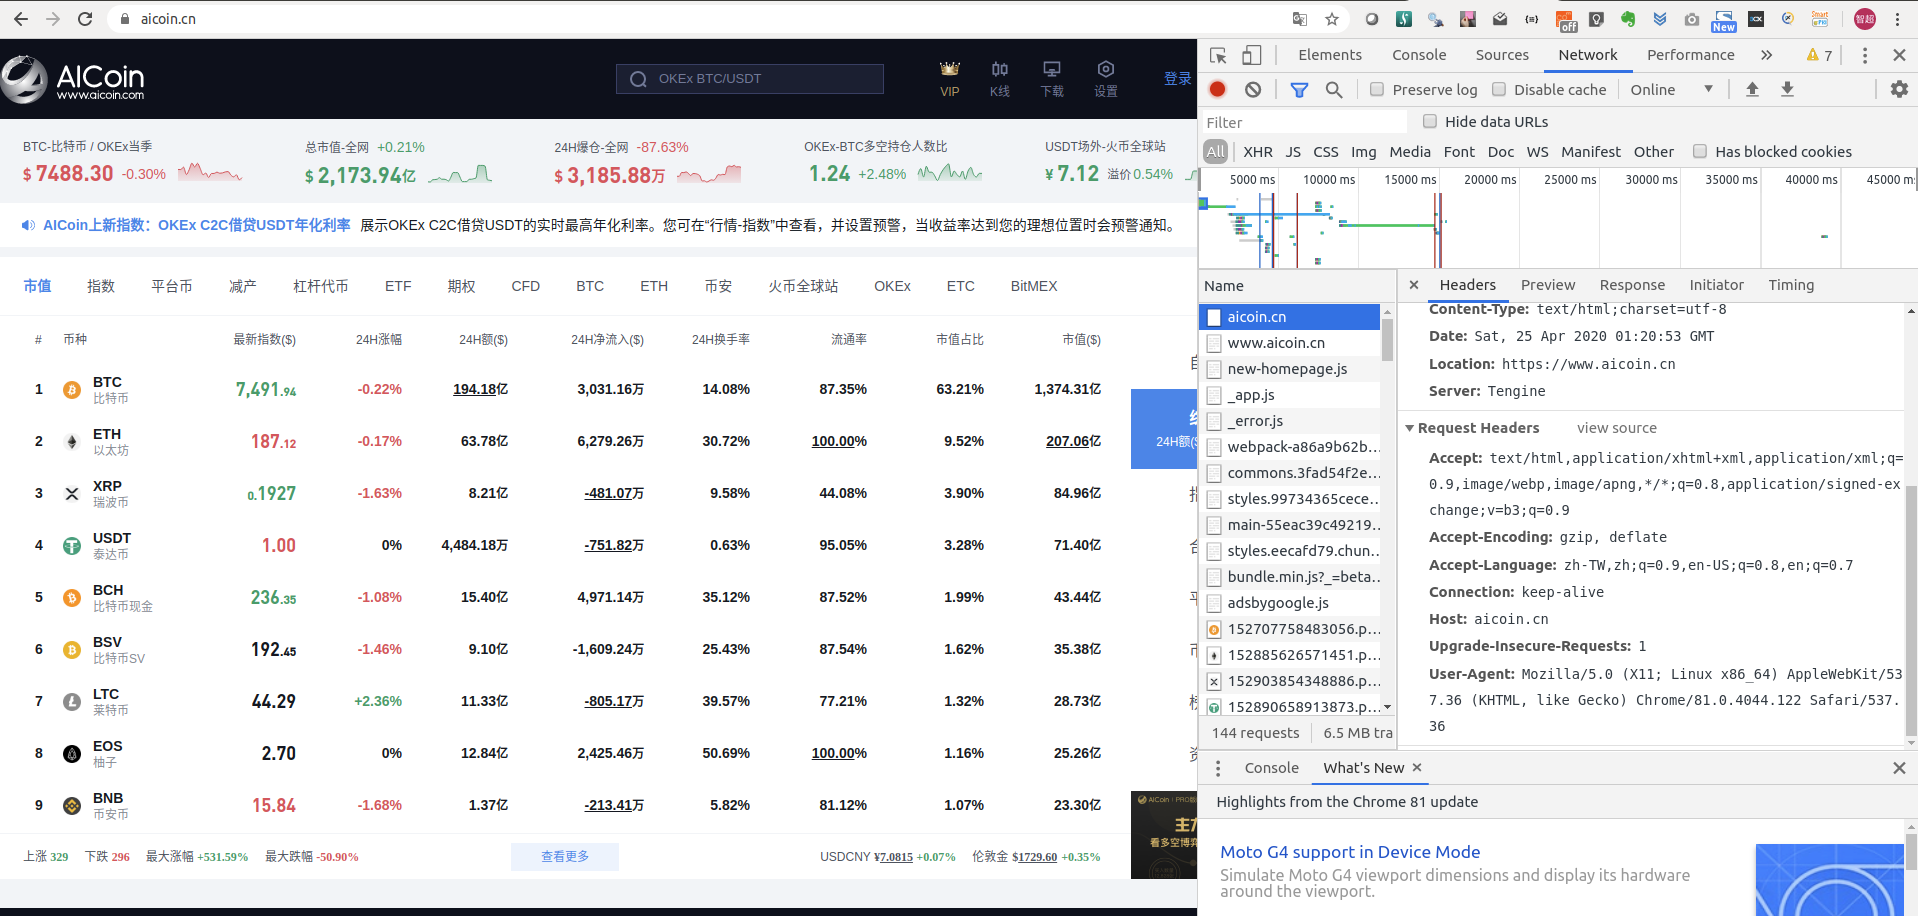 aicoin.cn
off
New
智超
AICoin
www.aicoin.com
OKEx BTC/USDT
VIP
K线
下载
设置
登录
BTC-比特币 / OKEx当季
$ 7488.30 -0.30%
总市值-全网 +0.21%
$ 2,173.94亿
24H爆仓-全网 -87.63%
$ 3,185.88万
OKEx-BTC多空持仓人数比
1.24 +2.48%
USDT场外-火币全球站
¥ 7.12 溢价 0.54%
AICoin上新指数：OKEx C2C借贷USDT年化利率 展示OKEx C2C借贷USDT的实时最高年化利率。您可在“行情-指数”中查看，并设置预警，当收益率达到您的理想位置时会预警通知。
市值 指数 平台币 减产 杠杆代币 ETF 期权 CFD BTC ETH 币安 火币全球站 OKEx ETC BitMEX
# 币种 最新指数($) 24H涨幅 24H额($) 24H净流入($) 24H换手率 流通率 市值占比 市值($)
1 BTC 7,491.94 -0.22% 194.18亿 3,031.16万 14.08% 87.35% 63.21% 1,374.31亿
比特币
2 ETH 187.12 -0.17% 63.78亿 6,279.26万 30.72% 100.00% 9.52% 207.06亿
以太坊
3 XRP 0.1927 -1.63% 8.21亿 -481.07万 9.58% 44.08% 3.90% 84.96亿
瑞波币
4 USDT 1.00 0% 4,484.18万 -751.82万 0.63% 95.05% 3.28% 71.40亿
泰达币
5 BCH 236.35 -1.08% 15.40亿 4,971.14万 35.12% 87.52% 1.99% 43.44亿
比特币现金
6 BSV 192.45 -1.46% 9.10亿 -1,609.24万 25.43% 87.54% 1.62% 35.38亿
比特币SV
7 LTC 44.29 +2.36% 11.33亿 -805.17万 39.57% 77.21% 1.32% 28.73亿
莱特币
8 EOS 2.70 0% 12.84亿 2,425.46万 50.69% 100.00% 1.16% 25.26亿
柚子
9 BNB 15.84 -1.68% 1.37亿 -213.41万 5.82% 81.12% 1.07% 23.30亿
币安币
上涨 329 下跌 296 最大涨幅 +531.59% 最大跌幅 -50.90%
查看更多
USDCNY ¥7.0815 +0.07% 伦敦金 $1729.60 +0.35%
24H额($
AICoin
看多空博弈
Elements Console Sources Network Performance 7
Preserve log Disable cache Online
Filter
Hide data URLs
All XHR JS CSS Img Media Font Doc WS Manifest Other Has blocked cookies
5000 ms 10000 ms 15000 ms 20000 ms 25000 ms 30000 ms 35000 ms 40000 ms 45000
Name
aicoin.cn
www.aicoin.cn
new-homepage.js
_app.js
_error.js
webpack-a86a9b62b...
commons.3fad54f2e...
styles.99734365cece...
main-55eac39c49219...
styles.eecafd79.chun...
bundle.min.js?_=beta...
adsbygoogle.js
152707758483056.p...
152885626571451.p...
152903854348886.p...
152890658913873.p...
144 requests 6.5 MB tra
Headers Preview Response Initiator Timing
Content-Type: text/html;charset=utf-8
Date: Sat, 25 Apr 2020 01:20:53 GMT
Location: https://www.aicoin.cn
Server: Tengine
Request Headers view source
Accept: text/html,application/xhtml+xml,application/xml;q=
0.9,image/webp,image/apng,*/*;q=0.8,application/signed-ex
change;v=b3;q=0.9
Accept-Encoding: gzip, deflate
Accept-Language: zh-TW,zh;q=0.9,en-US;q=0.8,en;q=0.7
Connection: keep-alive
Host: aicoin.cn
Upgrade-Insecure-Requests: 1
User-Agent: Mozilla/5.0 (X11; Linux x86_64) AppleWebKit/53
7.36 (KHTML, like Gecko) Chrome/81.0.4044.122 Safari/537.
36
Console What's New
Highlights from the Chrome 81 update
Moto G4 support in Device Mode
Simulate Moto G4 viewport dimensions and display its hardware
around the viewport.